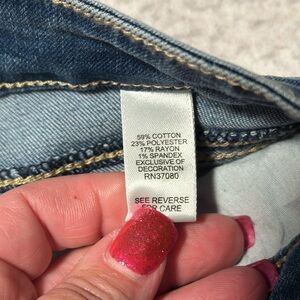 59% COTTON
23% POLYESTER
17% RAYON
1% SPANDEX
EXCLUSIVE OF
DECORATION
RN37080
SEE REVERSE
FOR CARE